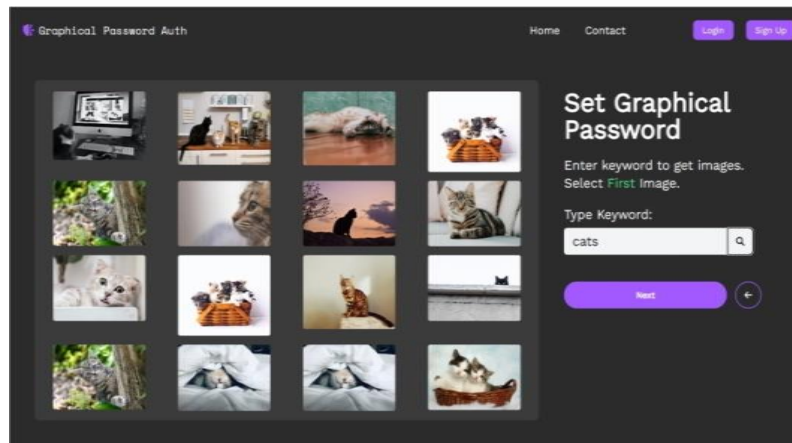 Graphical Password Auth
Home
Contact
Login
Sign Up
Set Graphical
Password
Enter keyword to get images.
Select First Image.
Type Keyword:
cats
Next